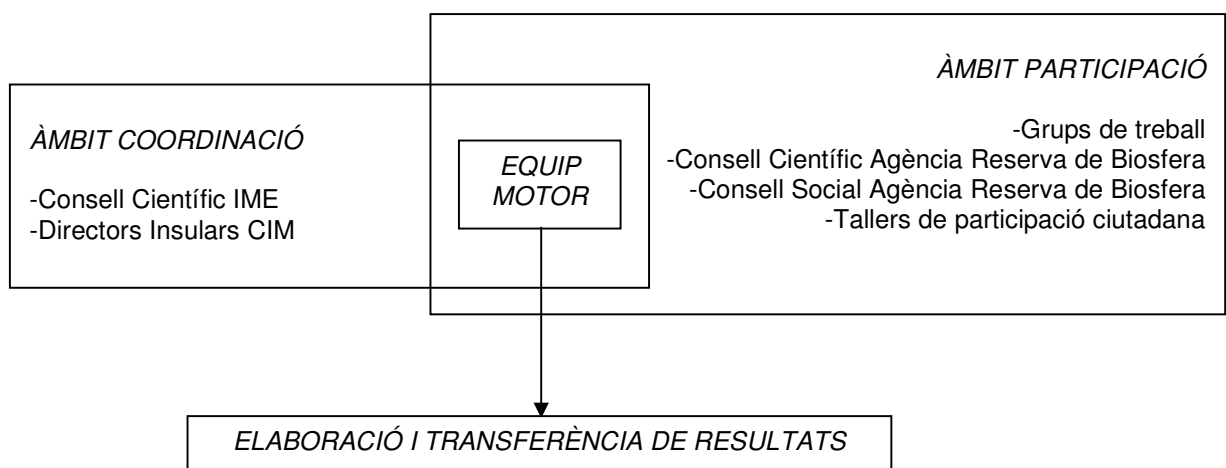 ÀMBIT PARTICIPACIÓ
-Grups de treball
-Consell Científic Agència Reserva de Biosfera
-Consell Social Agència Reserva de Biosfera
-Tallers de participació ciutadana
ÀMBIT COORDINACIÓ
-Consell Científic IME
-Directors Insulars CIM
EQUIP
MOTOR
ELABORACIÓ I TRANSFERÈNCIA DE RESULTATS